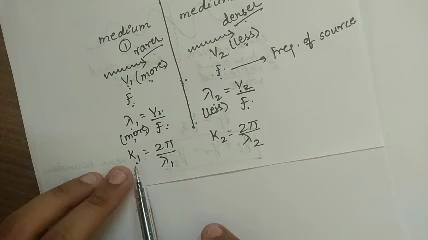 medium
①
rarer
V₁ (more)
f
λ₁ = V₁/f
(more)
K₁ = 2π/λ₁
medium
denser
V₂ (less)
f → freq. of source
λ₂ = V₂/f
(less)
K₂ = 2π/λ₂